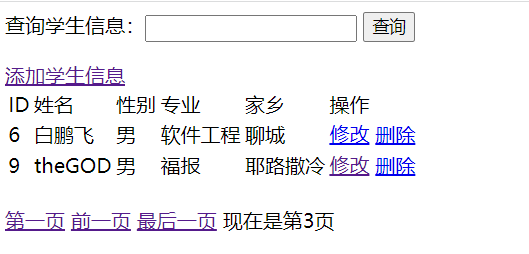 查询学生信息： 查询
添加学生信息
ID 姓名 性别 专业 家乡 操作
6 白鹏飞 男 软件工程 聊城 修改 删除
9 theGOD 男 福报 耶路撒冷 修改 删除
第一页 前一页 最后一页 现在是第3页